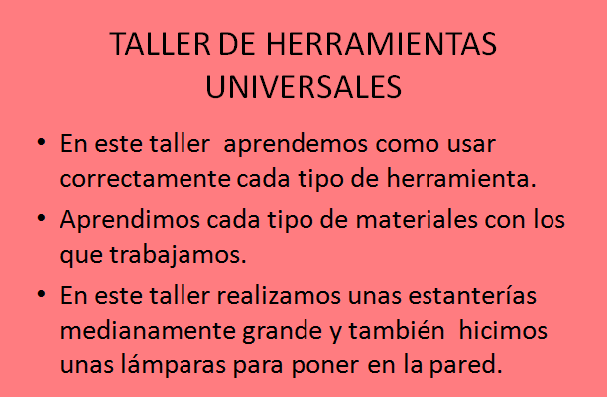 TALLER DE HERRAMIENTAS
UNIVERSALES
• En este taller  aprendemos como usar
correctamente cada tipo de herramienta.
• Aprendimos cada tipo de materiales con los
que trabajamos.
• En este taller realizamos unas estanterías
medianamente grande y también  hicimos
unas lámparas para poner en la pared.